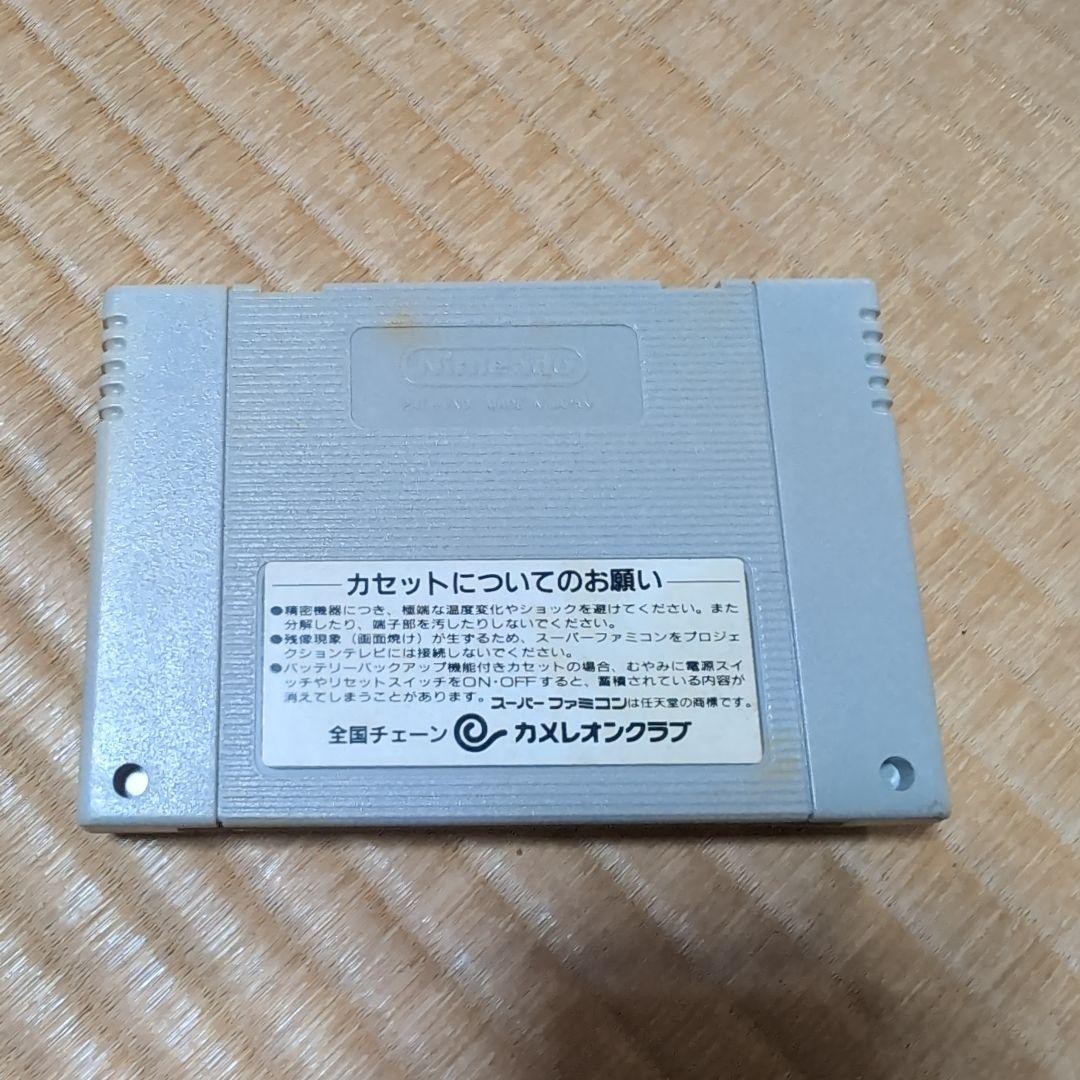 Nintendo
カセットについてのお願い
●精密機器につき、極端な温度変化やショックを避けてください。また
分解したり、端子部を汚したりしないでください。
●残像現象（画面焼け）が生ずるため、スーパーファミコンをプロジェ
クションテレビには接続しないでください。
●バッテリーバックアップ機能付きカセットの場合、むやみに電源スイ
ッチやリセットスイッチをON・OFFすると、蓄積されている内容が
消えてしまうことがあります。スーパーファミコンは任天堂の商標です。
全国チェーン カメレオンクラブ